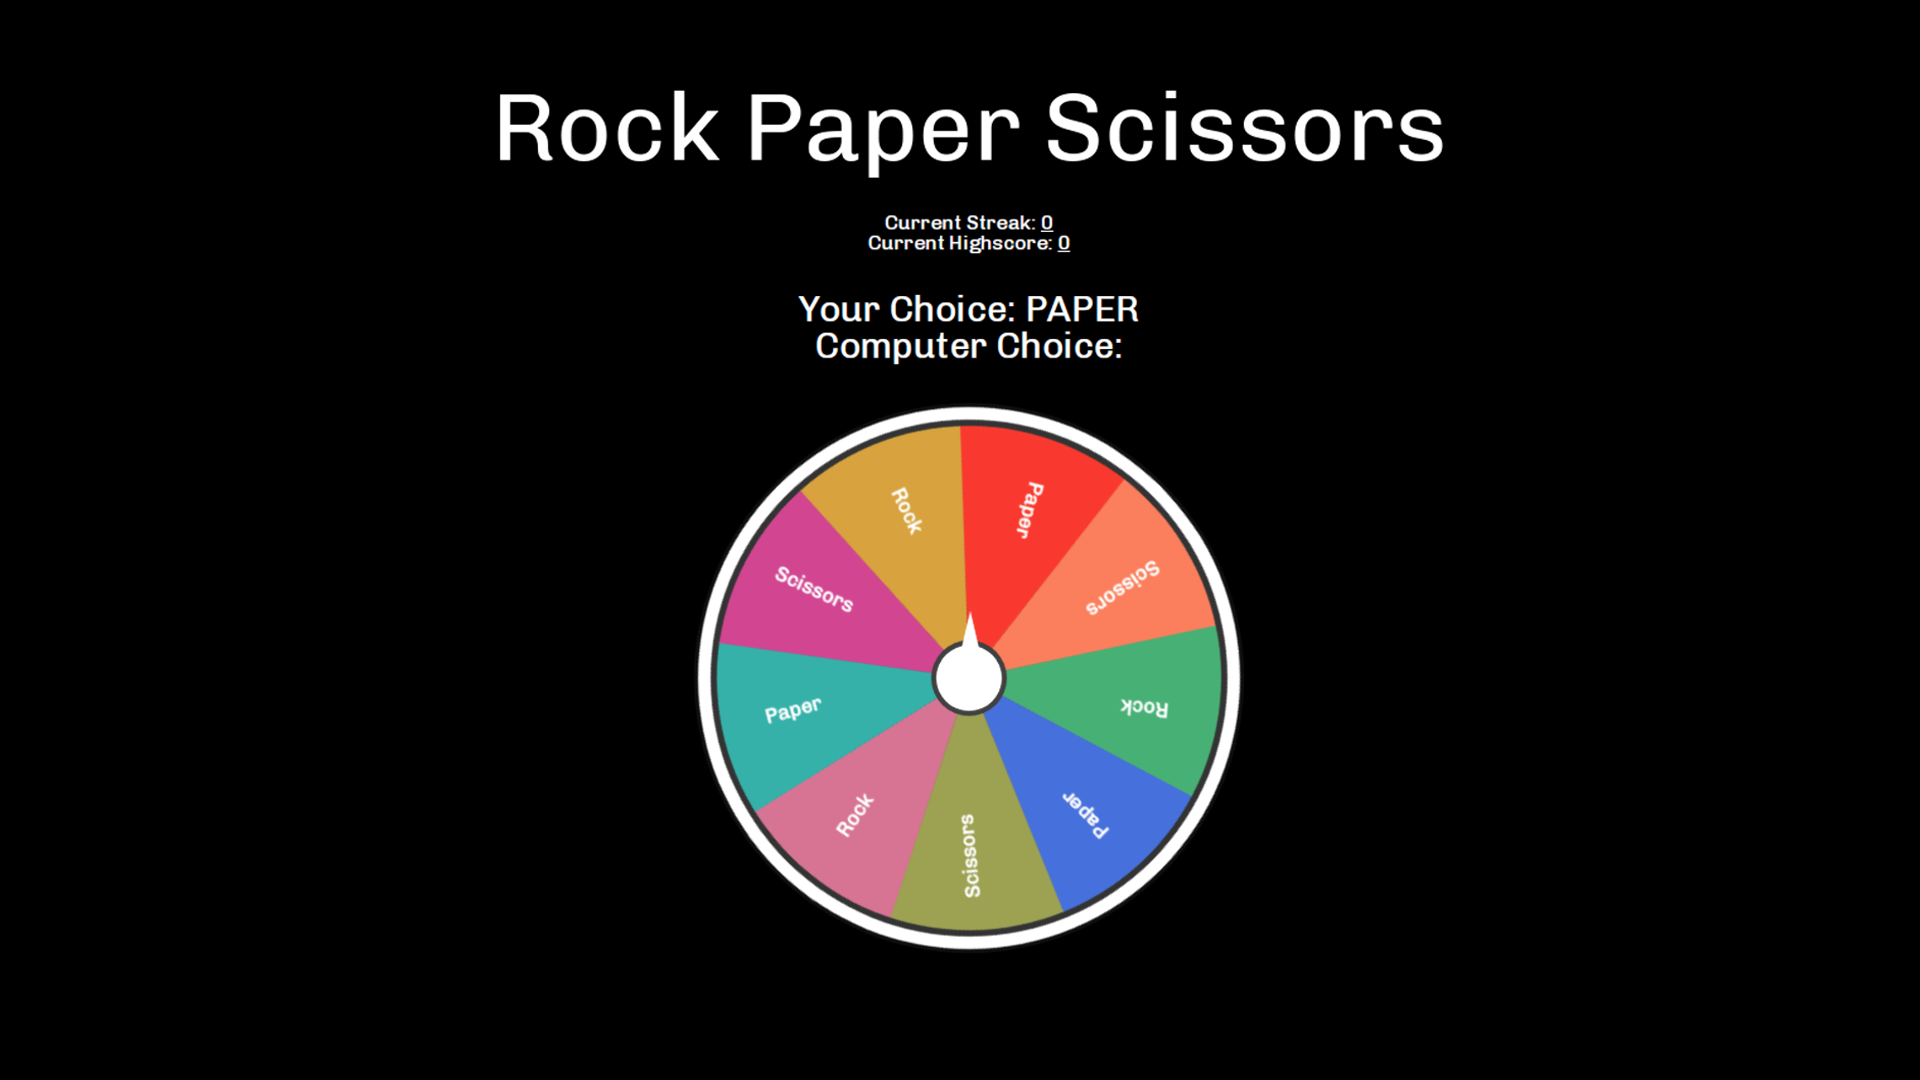 Rock Paper Scissors
Current Streak: 0
Current Highscore: 0
Your Choice: PAPER
Computer Choice:
Rock
Paper
Scissors
Scissors
Rock
Paper
Paper
Rock
Scissors